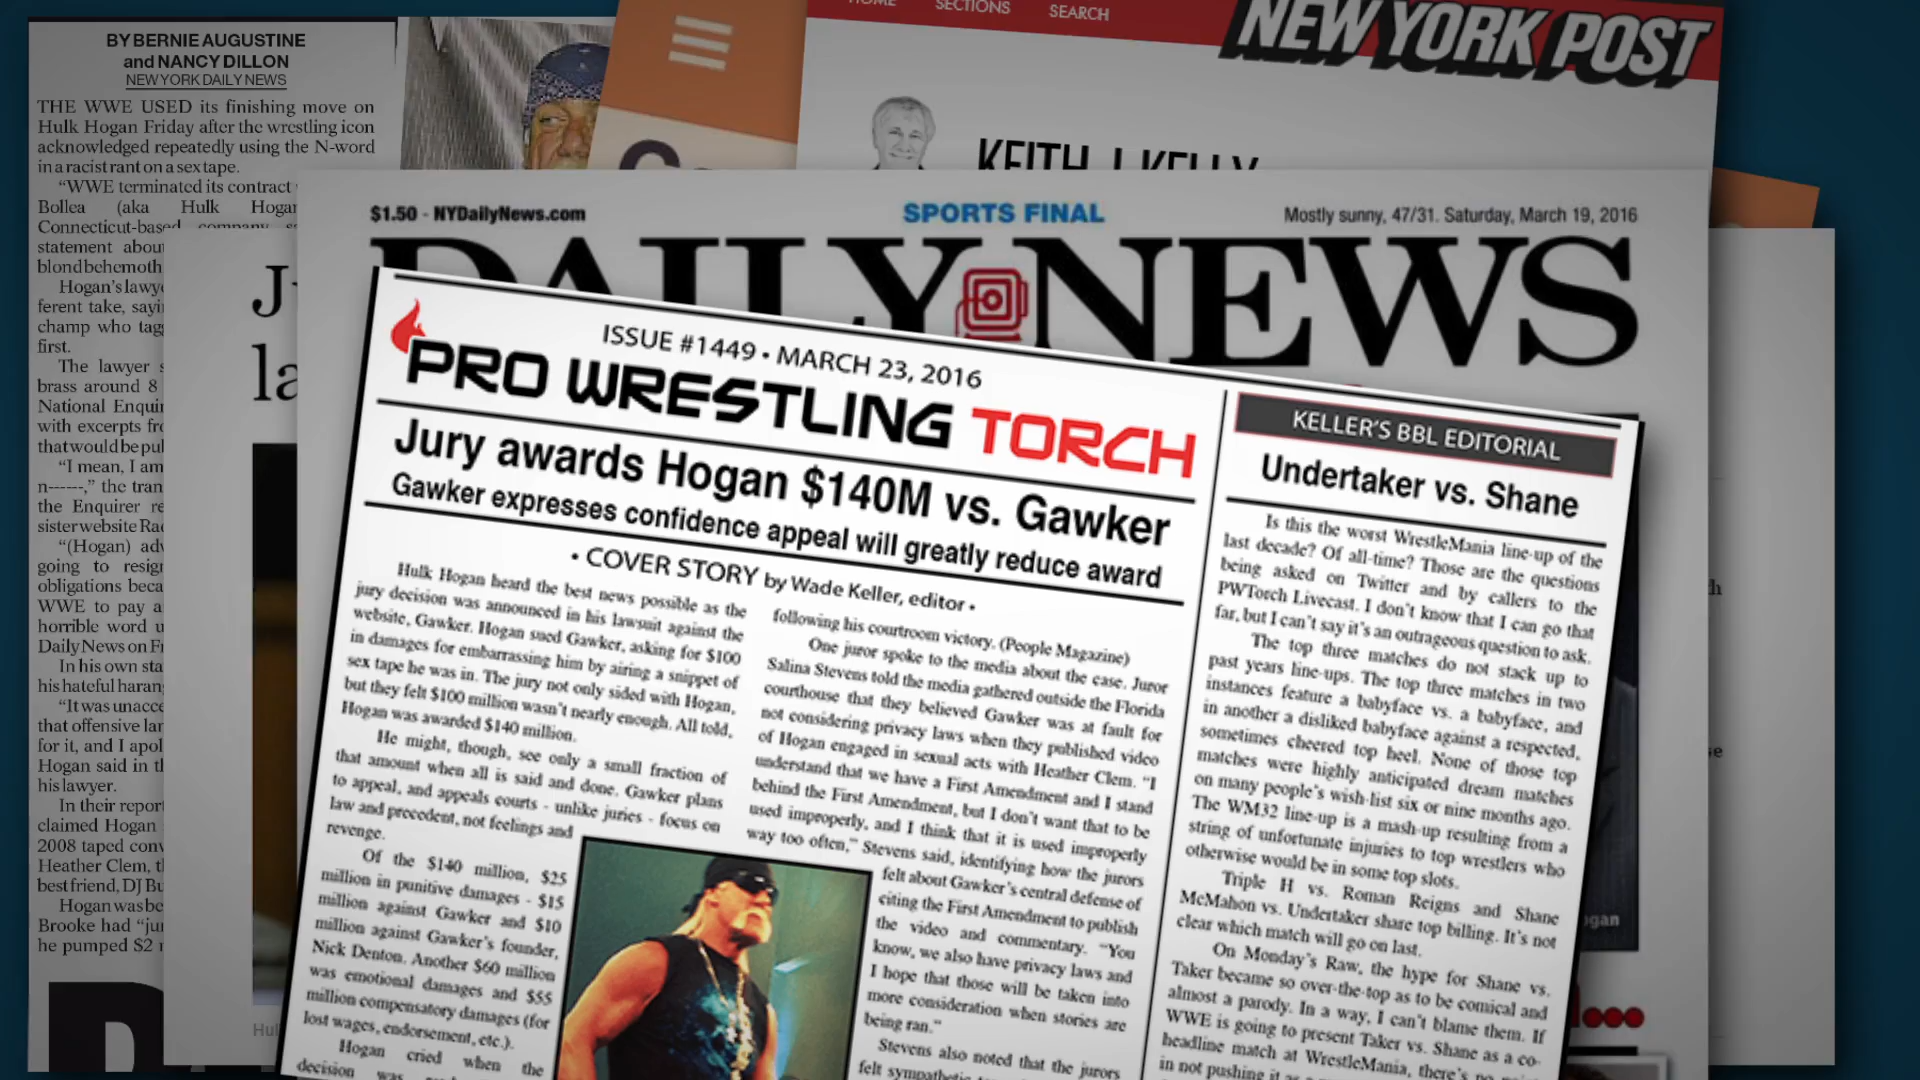 BY BERNIE AUGUSTINE
and NANCY DILLON
NEW YORK DAILY NEWS
THE WWE USED its finishing move on
Hulk Hogan Friday after the wrestling icon
acknowledged repeatedly using the N-word
in a racist rant on a sex tape.
“WWE terminated its contract
Bollea (aka Hulk Hogan
Connecticut-based company
statement about
blond behemoth
Hogan's lawye
ferent take, sayi
champ who tag
first.
The lawyer s
brass around 8
National Enquir
with excerpts fro
that would be pul
“I mean, I am
n------,” the tran
the Enquirer re
sister website Rad
“(Hogan) adv
going to resign
obligations beca
WWE to pay a
horrible word u
Daily News on Fr
In his own sta
his hateful harang
“It was unacce
that offensive lan
for it, and I apol
Hogan said in th
his lawyer.
In their report
claimed Hogan
2008 taped conv
Heather Clem, th
best friend, DJ Bu
Hogan was be
Brooke had “jun
he pumped $2 m
HOME SECTIONS SEARCH
NEW YORK POST
KEITH J. KELLY
$1.50 - NYDailyNews.com
SPORTS FINAL
Mostly sunny, 47/31. Saturday, March 19, 2016
DAILY NEWS
ISSUE #1449 • MARCH 23, 2016
PRO WRESTLING TORCH
Jury awards Hogan $140M vs. Gawker
Gawker expresses confidence appeal will greatly reduce award
• COVER STORY by Wade Keller, editor •
Hulk Hogan heard the best news possible as the
jury decision was announced in his lawsuit against the
website, Gawker. Hogan sued Gawker, asking for $100
in damages for embarrassing him by airing a snippet of
sex tape he was in. The jury not only sided with Hogan,
but they felt $100 million wasn't nearly enough. All told,
Hogan was awarded $140 million.
He might, though, see only a small fraction of
that amount when all is said and done. Gawker plans
to appeal, and appeals courts - unlike juries - focus on
law and precedent, not feelings and
revenge.
Of the $140 million, $25
million in punitive damages - $15
million against Gawker and $10
million against Gawker's founder,
Nick Denton. Another $60 million
was emotional damages and $55
million compensatory damages (for
lost wages, endorsement, etc.).
Hogan cried when the
decision was
following his courtroom victory. (People Magazine)
One juror spoke to the media about the case. Juror
Salina Stevens told the media gathered outside the Florida
courthouse that they believed Gawker was at fault for
not considering privacy laws when they published video
of Hogan engaged in sexual acts with Heather Clem. “I
understand that we have a First Amendment and I stand
behind the First Amendment, but I don't want that to be
used improperly, and I think that it is used improperly
way too often,” Stevens said, identifying how the jurors
felt about Gawker's central defense of
citing the First Amendment to publish
the video and commentary. “You
know, we also have privacy laws and
I hope that those will be taken into
more consideration when stories are
being ran.”
Stevens also noted that the jurors
felt sympathetic
KELLER'S BBL EDITORIAL
Undertaker vs. Shane
Is this the worst WrestleMania line-up of the
last decade? Of all-time? Those are the questions
being asked on Twitter and by callers to the
PWTorch Livecast. I don't know that I can go that
far, but I can't say it's an outrageous question to ask.
The top three matches do not stack up to
past years line-ups. The top three matches in two
instances feature a babyface vs. a babyface, and
in another a disliked babyface against a respected,
sometimes cheered top heel. None of those top
matches were highly anticipated dream matches
on many people's wish-list six or nine months ago.
The WM32 line-up is a mash-up resulting from a
string of unfortunate injuries to top wrestlers who
otherwise would be in some top slots.
Triple H vs. Roman Reigns and Shane
McMahon vs. Undertaker share top billing. It's not
clear which match will go on last.
On Monday's Raw, the hype for Shane vs.
Taker became so over-the-top as to be comical and
almost a parody. In a way, I can't blame them. If
WWE is going to present Taker vs. Shane as a co-
headline match at WrestleMania, there's no
in not pushing it as
ogan